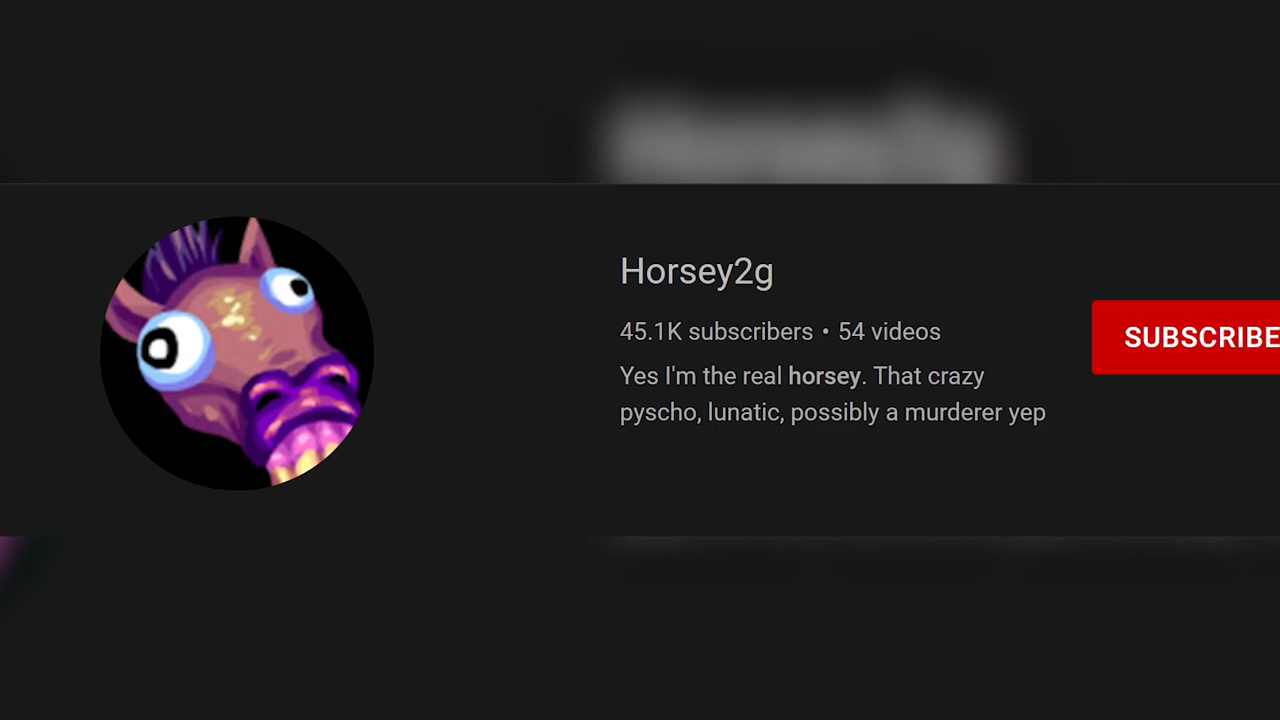 Horsey2g
45.1K subscribers • 54 videos
Yes I'm the real horsey. That crazy
pyscho, lunatic, possibly a murderer yep
SUBSCRIBE